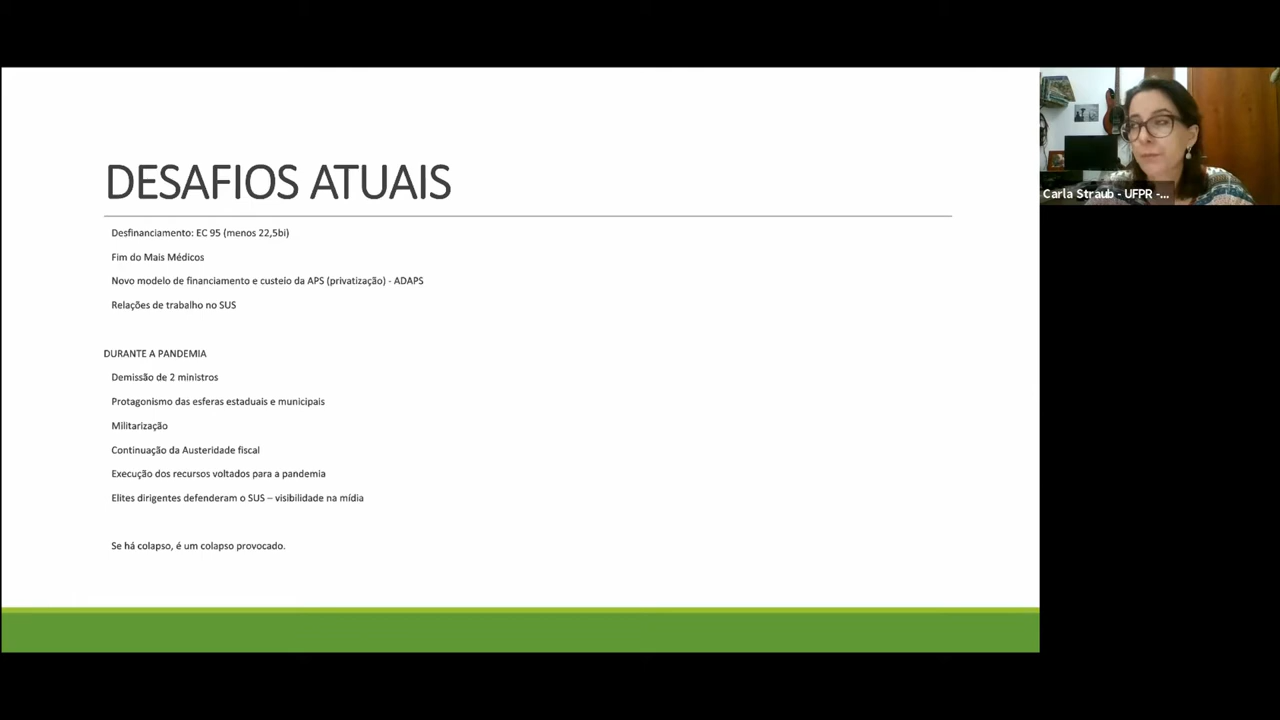 DESAFIOS ATUAIS
Desfinanciamento: EC 95 (menos 22,5bi)
Fim do Mais Médicos
Novo modelo de financiamento e custeio da APS (privatização) - ADAPS
Relações de trabalho no SUS
DURANTE A PANDEMIA
Demissão de 2 ministros
Protagonismo das esferas estaduais e municipais
Militarização
Continuação da Austeridade fiscal
Execução dos recursos voltados para a pandemia
Elites dirigentes defenderam o SUS – visibilidade na mídia
Se há colapso, é um colapso provocado.
Carla Straub - UFPR -...